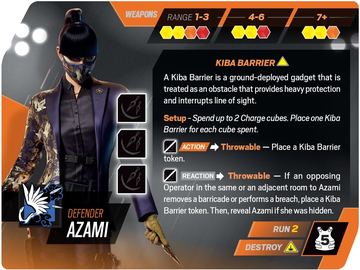 WEAPONS RANGE 1-3 4-6 7+
KIBA BARRIER
A Kiba Barrier is a ground-deployed gadget that is
treated as an obstacle that provides heavy protection
and interrupts line of sight.
Setup - Spend up to 2 Charge cubes. Place one Kiba
Barrier for each cube spent.
ACTION Throwable — Place a Kiba Barrier
token.
REACTION Throwable — If an opposing
Operator in the same or an adjacent room to Azami
removes a barricade or performs a breach, place a Kiba
Barrier token. Then, reveal Azami if she was hidden.
DEFENDER
AZAMI
RUN 2
DESTROY
5